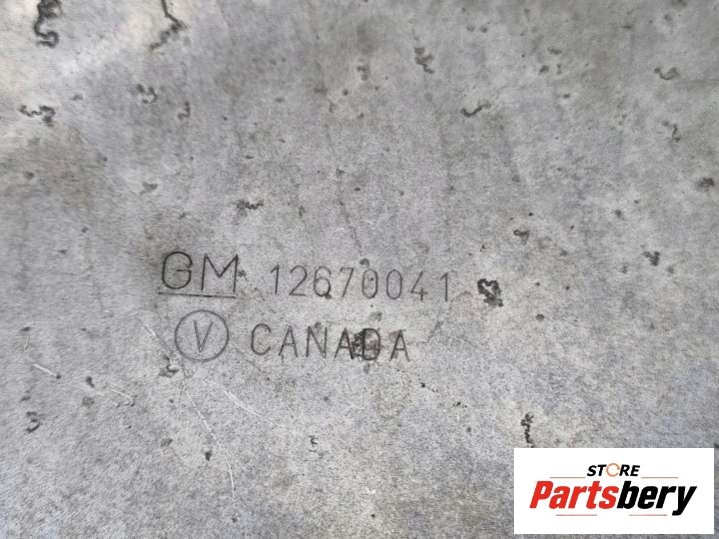 GM 12670041
V CANADA
STORE
Partsbery